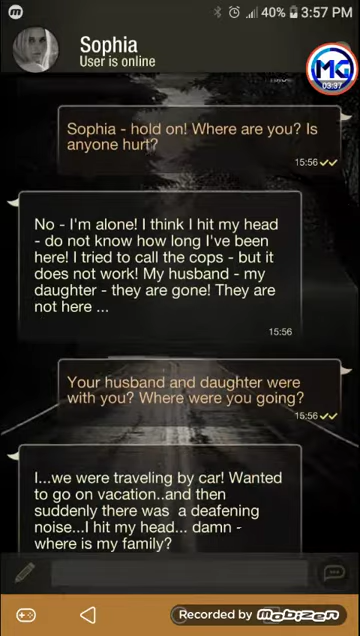 40% 3:57 PM
Sophia
User is online
MG
03:37
Sophia - hold on! Where are you? Is
anyone hurt?
15:56
No - I'm alone! I think I hit my head
- do not know how long I've been
here! I tried to call the cops - but it
does not work! My husband - my
daughter - they are gone! They are
not here ...
15:56
Your husband and daughter were
with you? Where were you going?
15:56
I...we were traveling by car! Wanted
to go on vacation..and then
suddenly there was a deafening
noise...I hit my head... damn -
where is my family?
Recorded by mobizen